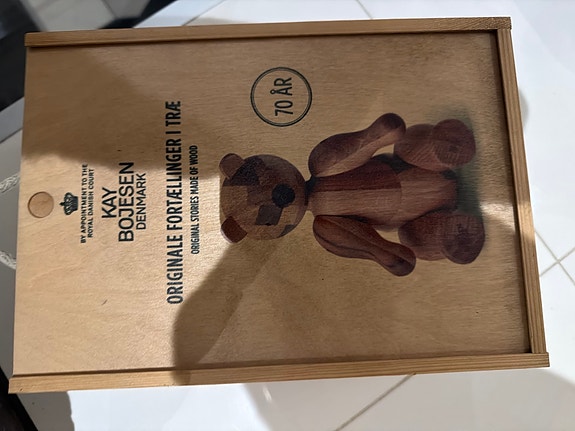 BY APPOINTMENT TO THE
ROYAL DANISH COURT
KAY
BOJESEN
DENMARK
ORIGINALE FORTÆLLINGER I TRÆ
ORIGINAL STORIES MADE OF WOOD
70 ÅR